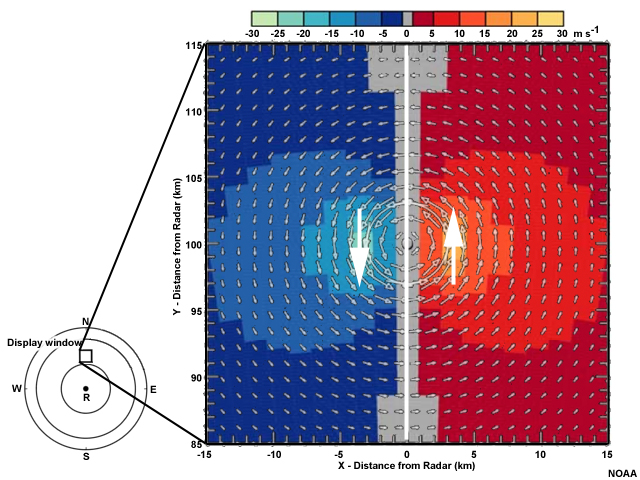 -30 -25 -20 -15 -10 -5 0 5 10 15 20 25 30 m s-1
115
110
105
100
95
90
85
Y - Distance from Radar (km)
-15 -10 -5 0 5 10 15
X - Distance from Radar (km)
Display window
N
W
R
E
S
NOAA